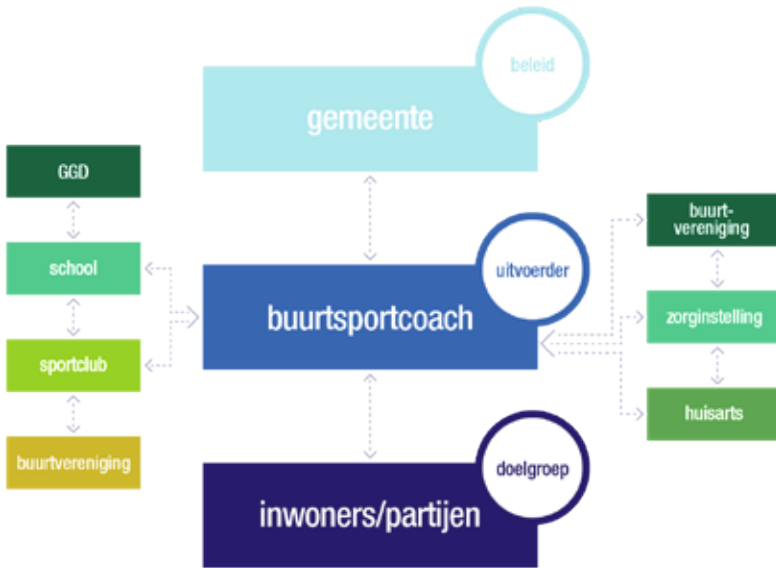 beleid
gemeente
GGD
school
sportclub
buurtvereniging
uitvoerder
buurtsportcoach
buurt-
vereniging
zorginstelling
huisarts
doelgroep
inwoners/partijen